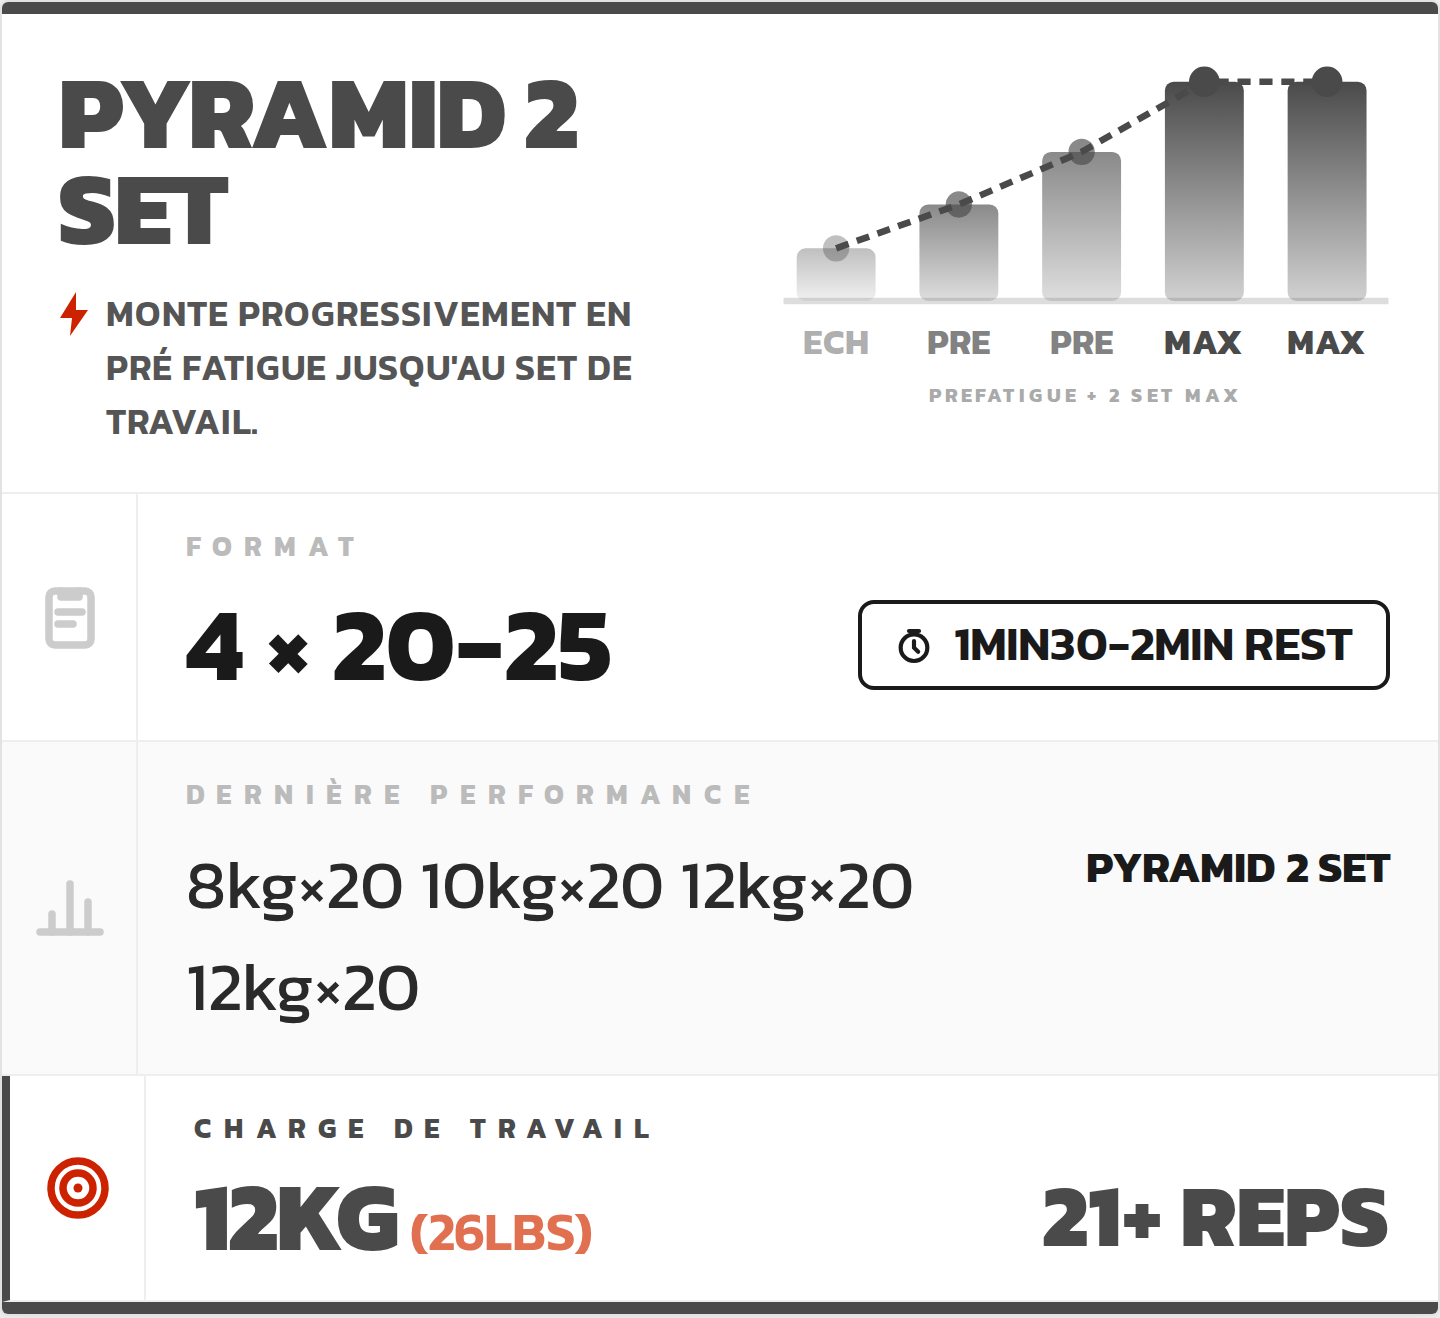 PYRAMID 2
SET
MONTE PROGRESSIVEMENT EN
PRÉ FATIGUE JUSQU'AU SET DE
TRAVAIL.
ECH PRE PRE MAX MAX
PREFATIGUE + 2 SET MAX
FORMAT
4 × 20–25
1MIN30–2MIN REST
DERNIÈRE PERFORMANCE
8kg×20 10kg×20 12kg×20
12kg×20
PYRAMID 2 SET
CHARGE DE TRAVAIL
12KG (26LBS)
21+ REPS